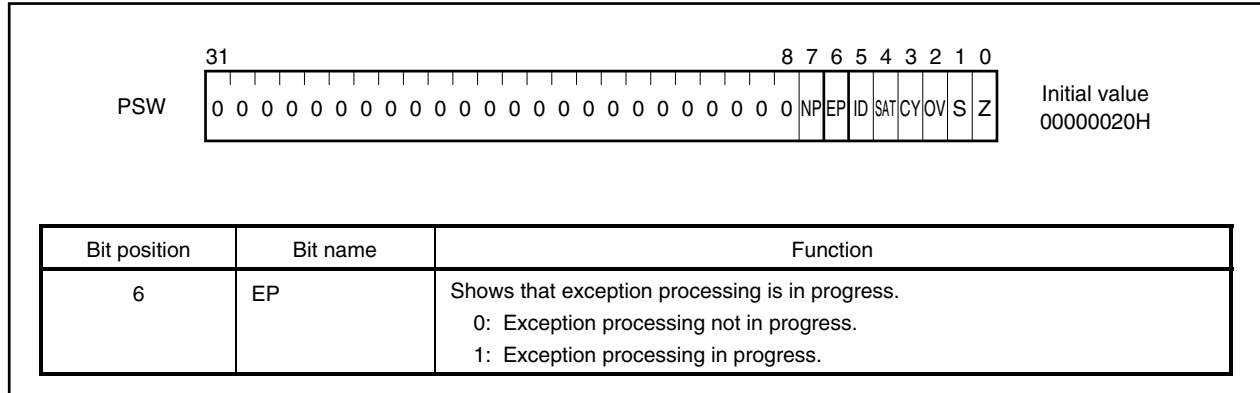 31 8 7 6 5 4 3 2 1 0
PSW 0 0 0 0 0 0 0 0 0 0 0 0 0 0 0 0 0 0 0 0 0 0 0 0 NP EP ID SAT CY OV S Z Initial value
00000020H
Bit position Bit name Function
6 EP Shows that exception processing is in progress.
0: Exception processing not in progress.
1: Exception processing in progress.